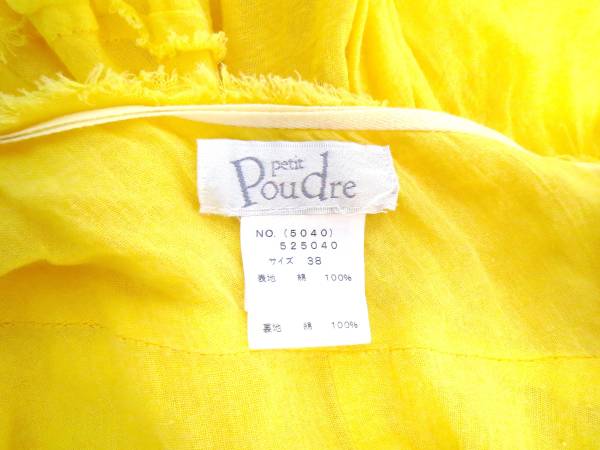 petit
Poudre
NO. (5040)
525040
サイズ 38
表地 綿 100%
裏地 綿 100%